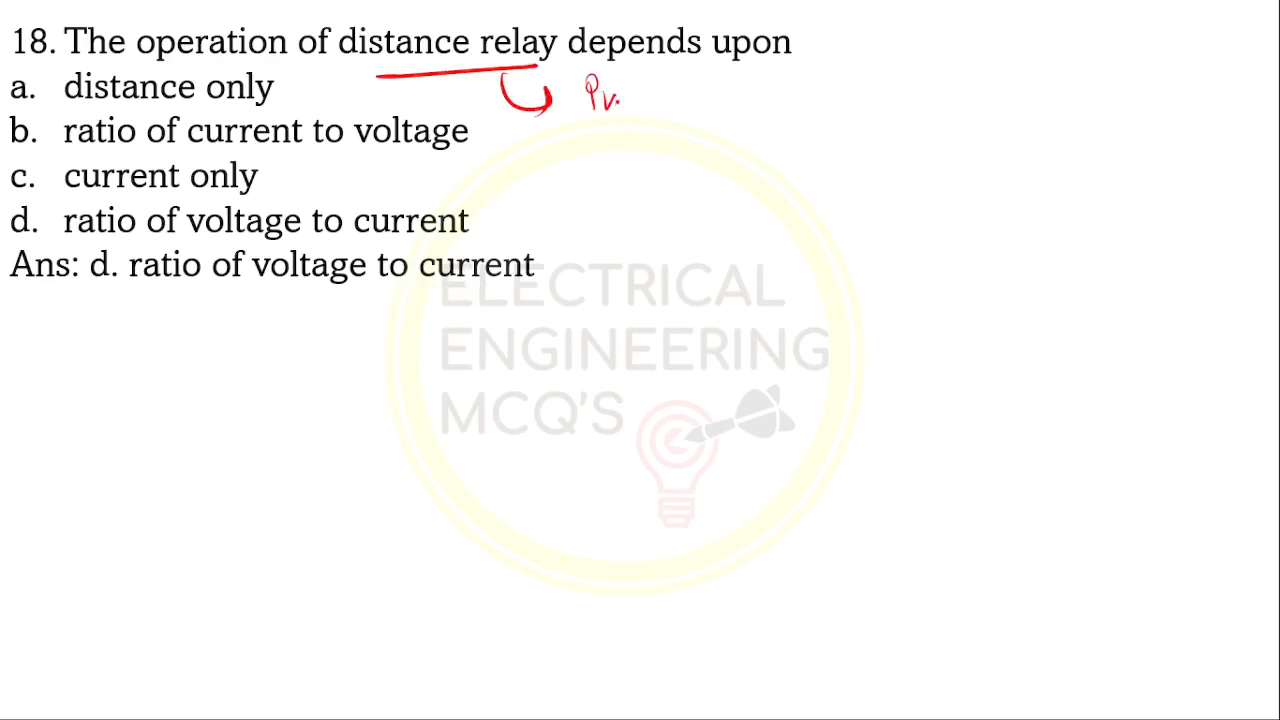 18. The operation of distance relay depends upon
a. distance only
b. ratio of current to voltage
c. current only
d. ratio of voltage to current
Ans: d. ratio of voltage to current
ELECTRICAL
ENGINEERING
MCQ'S